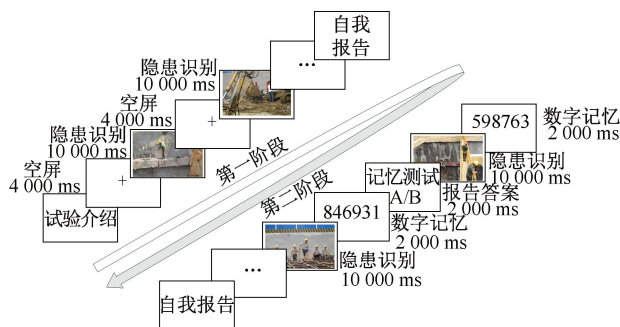 自我
报告
...
隐患识别
10 000 ms
空屏
4 000 ms
+
隐患识别
10 000 ms
空屏
4 000 ms
+
试验介绍
第一阶段
第二阶段
598763
数字记忆
2 000 ms
隐患识别
10 000 ms
记忆测试
A/B
报告答案
2 000 ms
846931
数字记忆
2 000 ms
隐患识别
10 000 ms
...
自我报告